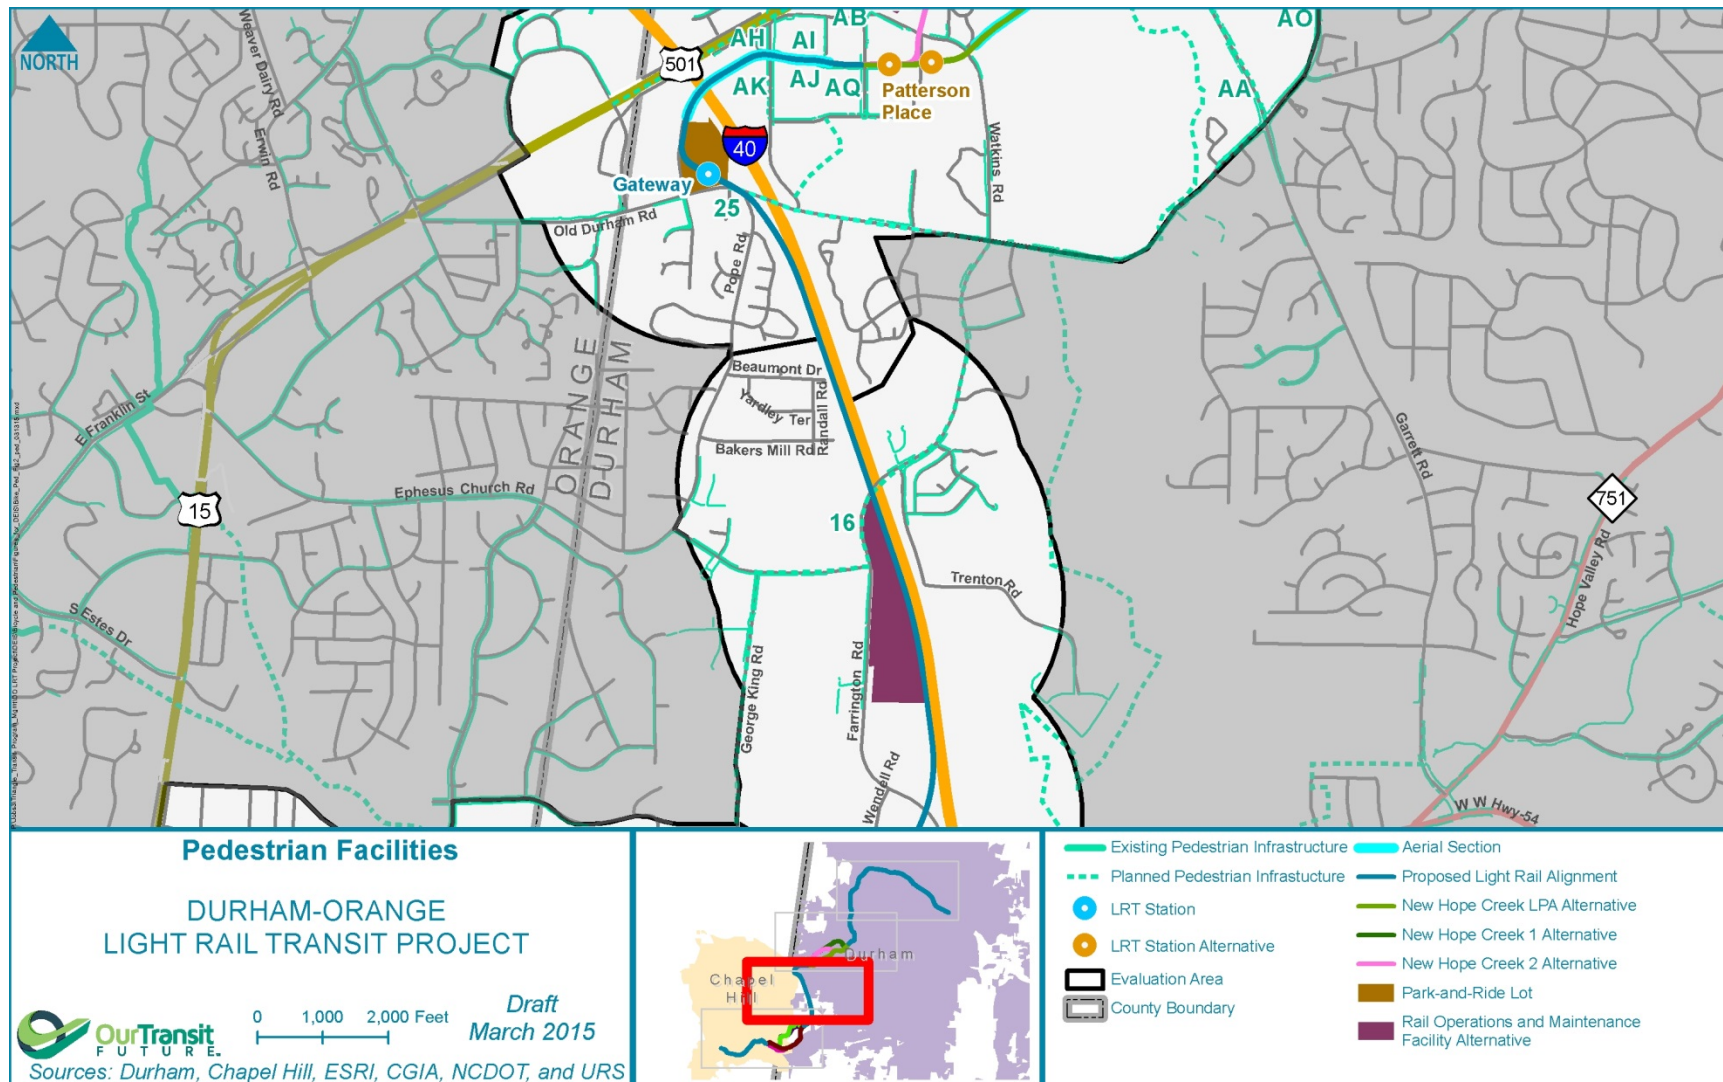 NORTH
Weaver Dairy Rd
Erwin Rd
501
AH
AI
AB
AO
AK
AJ
AQ
AA
Patterson
Place
40
Gateway
25
Old Durham Rd
Pope Rd
Watkins Rd
ORANGE
DURHAM
Beaumont Dr
Yardley Ter
Randall Rd
Bakers Mill Rd
E Franklin St
15
Ephesus Church Rd
16
Garrett Rd
751
Hope Valley Rd
S Estes Dr
Trenton Rd
George King Rd
Farrington Rd
Wendell Rd
W W Hwy-54
Pedestrian Facilities
DURHAM-ORANGE
LIGHT RAIL TRANSIT PROJECT
0 1,000 2,000 Feet
Draft
March 2015
OurTransit
FUTURE
Sources: Durham, Chapel Hill, ESRI, CGIA, NCDOT, and URS
Durham
Chapel
Hill
Existing Pedestrian Infrastructure
Planned Pedestrian Infrastucture
LRT Station
LRT Station Alternative
Evaluation Area
County Boundary
Aerial Section
Proposed Light Rail Alignment
New Hope Creek LPA Alternative
New Hope Creek 1 Alternative
New Hope Creek 2 Alternative
Park-and-Ride Lot
Rail Operations and Maintenance
Facility Alternative